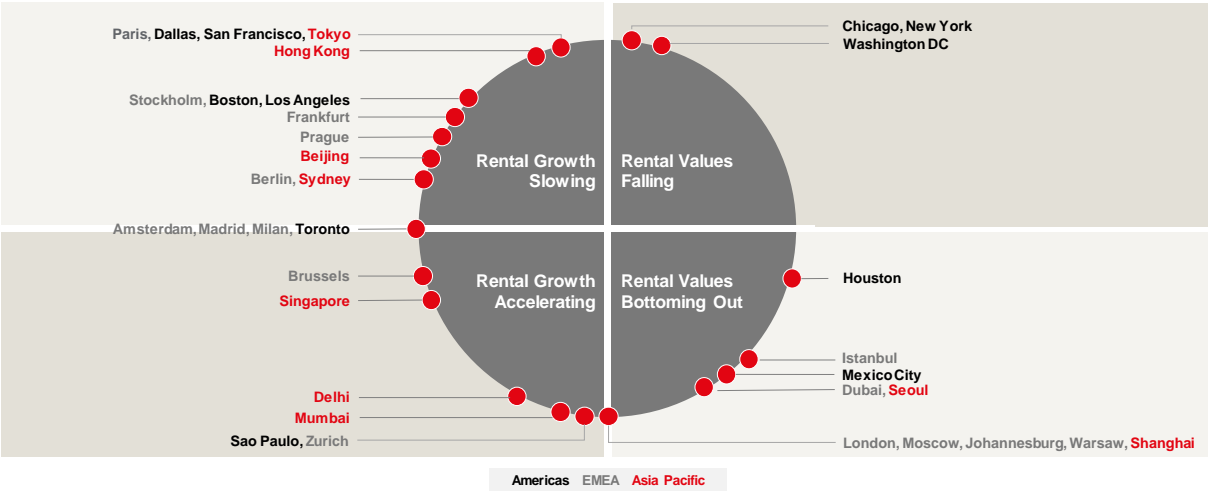 Paris, Dallas, San Francisco, Tokyo
Hong Kong
Stockholm, Boston, Los Angeles
Frankfurt
Prague
Beijing
Berlin, Sydney
Amsterdam, Madrid, Milan, Toronto
Brussels
Singapore
Delhi
Mumbai
Sao Paulo, Zurich
Rental Growth
Slowing
Rental Values
Falling
Rental Growth
Accelerating
Rental Values
Bottoming Out
Chicago, New York
Washington DC
Houston
Istanbul
Mexico City
Dubai, Seoul
London, Moscow, Johannesburg, Warsaw, Shanghai
Americas EMEA Asia Pacific